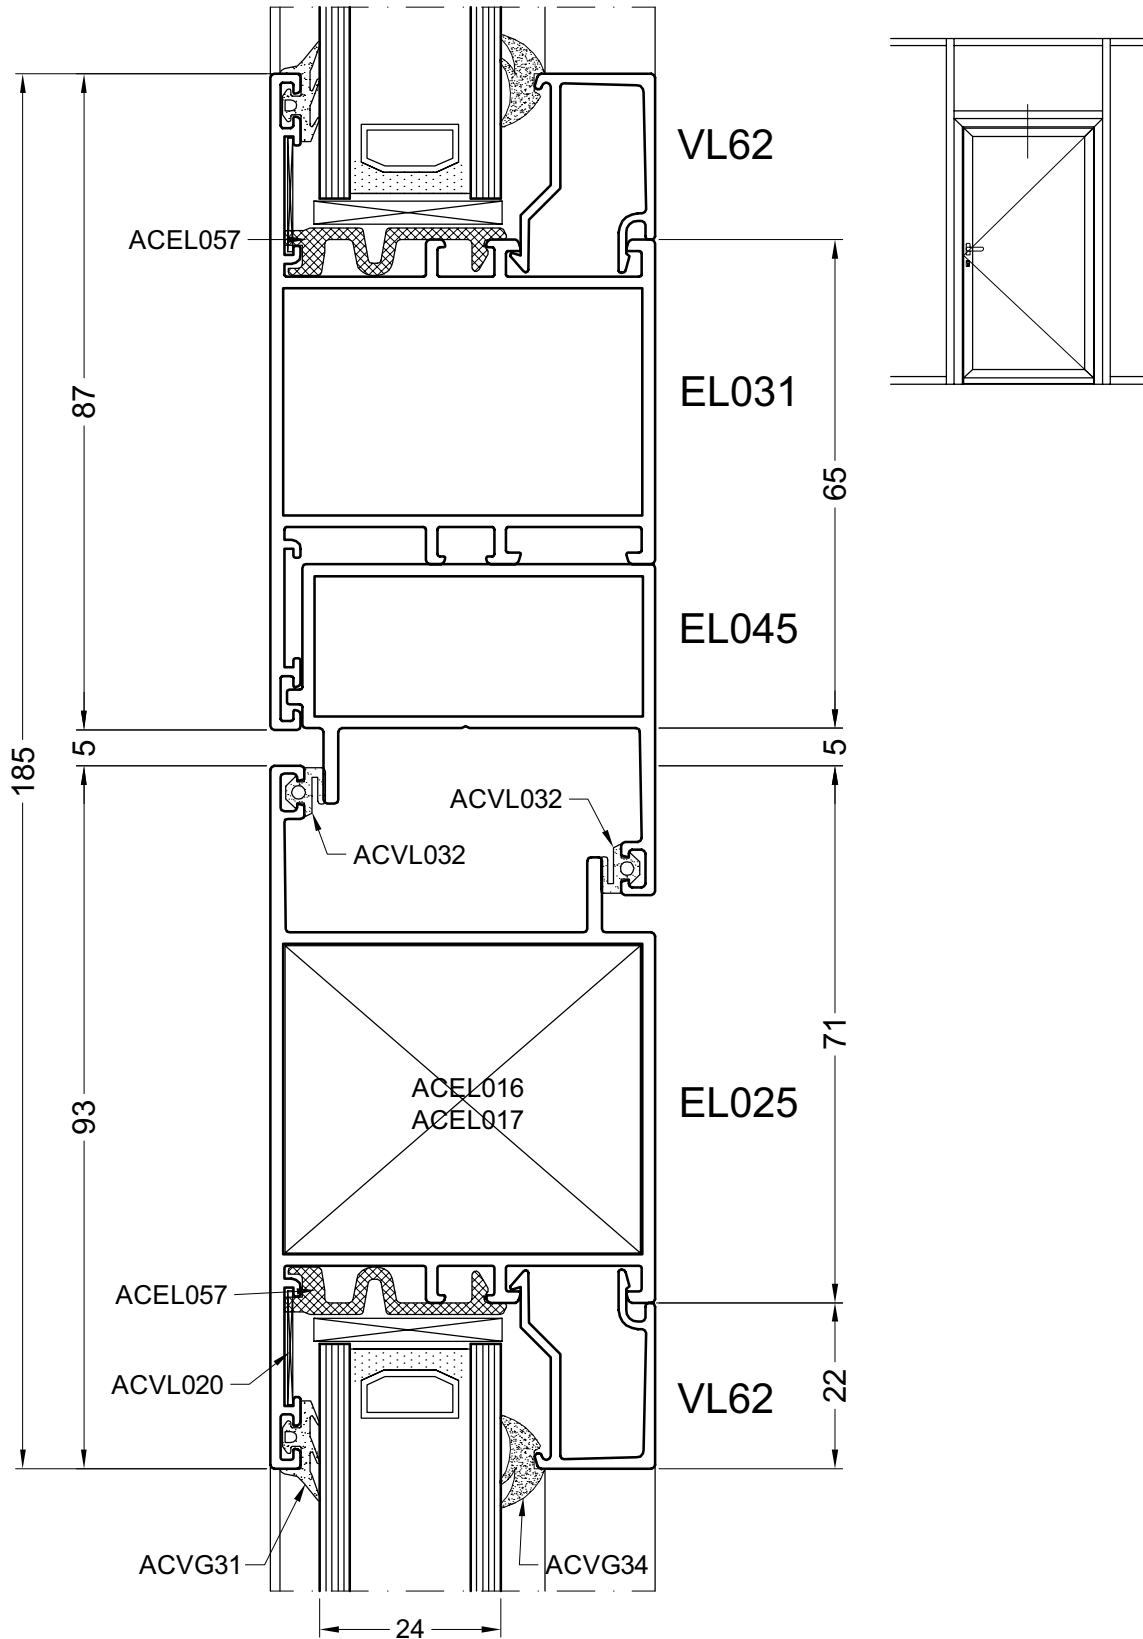 VL62
ACEL057
EL031
87
65
EL045
5
5
185
ACVL032
ACVL032
71
93
ACEL016
ACEL017
EL025
ACEL057
ACVL020
VL62
22
ACVG31
ACVG34
24